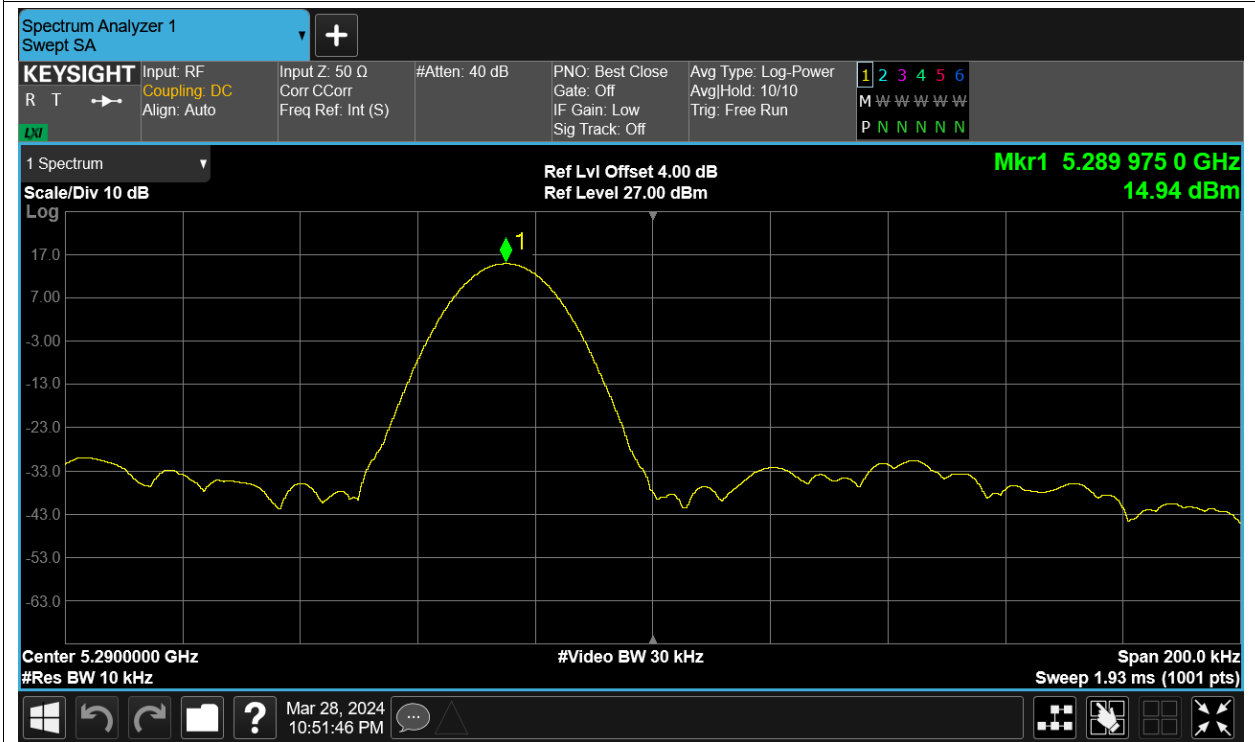 Spectrum Analyzer 1
Swept SA
+
KEYSIGHT
R T
LXI
Input: RF
Coupling: DC
Align: Auto
Input Z: 50 Ω
Corr CCorr
Freq Ref: Int (S)
#Atten: 40 dB
PNO: Best Close
Gate: Off
IF Gain: Low
Sig Track: Off
Avg Type: Log-Power
Avg|Hold: 10/10
Trig: Free Run
1 2 3 4 5 6
M W W W W W
P N N N N N
1 Spectrum
Scale/Div 10 dB
Log
Ref Lvl Offset 4.00 dB
Ref Level 27.00 dBm
Mkr1 5.289 975 0 GHz
14.94 dBm
1
17.0
7.00
-3.00
-13.0
-23.0
-33.0
-43.0
-53.0
-63.0
Center 5.2900000 GHz
#Res BW 10 kHz
#Video BW 30 kHz
Span 200.0 kHz
Sweep 1.93 ms (1001 pts)
?
Mar 28, 2024
10:51:46 PM